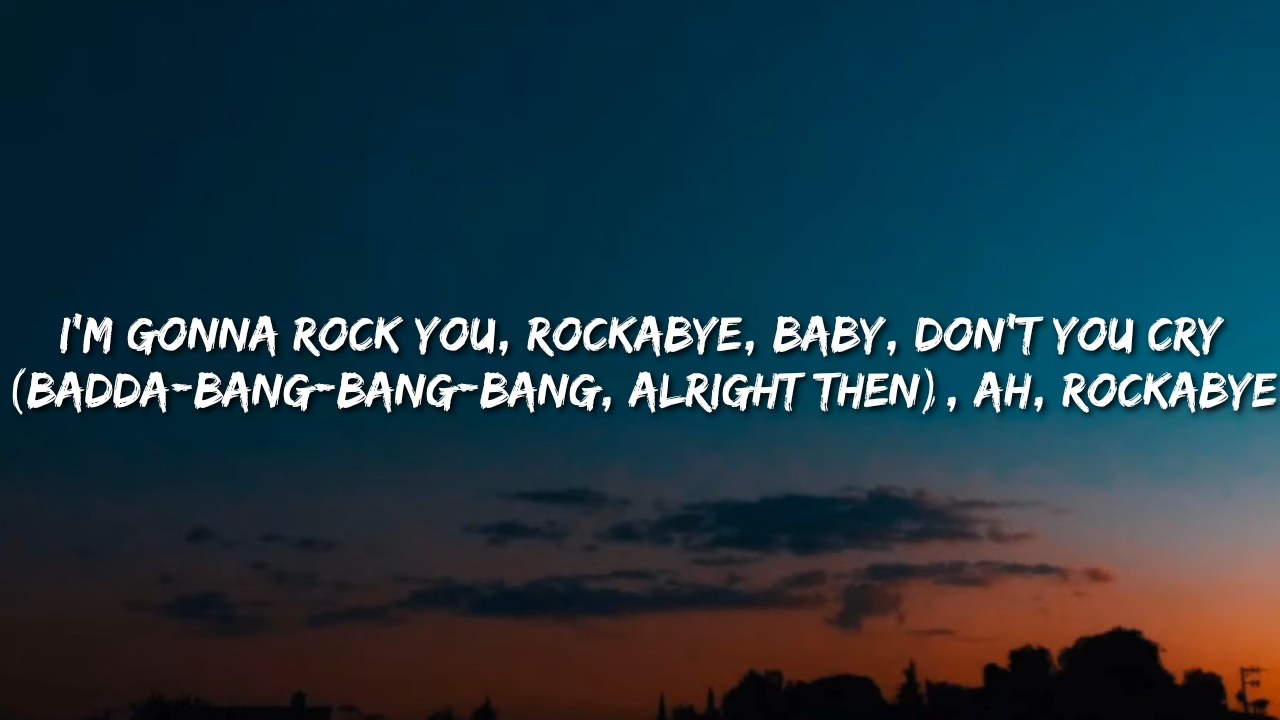 I'M GONNA ROCK YOU, ROCKABYE, BABY, DON'T YOU CRY
(BADDA-BANG-BANG-BANG, ALRIGHT THEN), AH, ROCKABYE